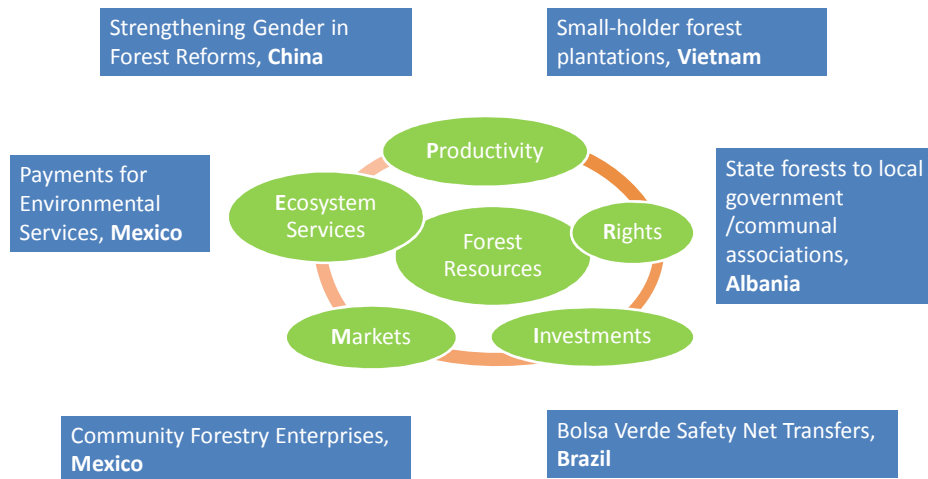 Strengthening Gender in
Forest Reforms, China
Small-holder forest
plantations, Vietnam
Productivity
Payments for
Environmental
Services, Mexico
Ecosystem
Services
Forest
Resources
Rights
State forests to local
government
/communal
associations,
Albania
Markets
Investments
Community Forestry Enterprises,
Mexico
Bolsa Verde Safety Net Transfers,
Brazil